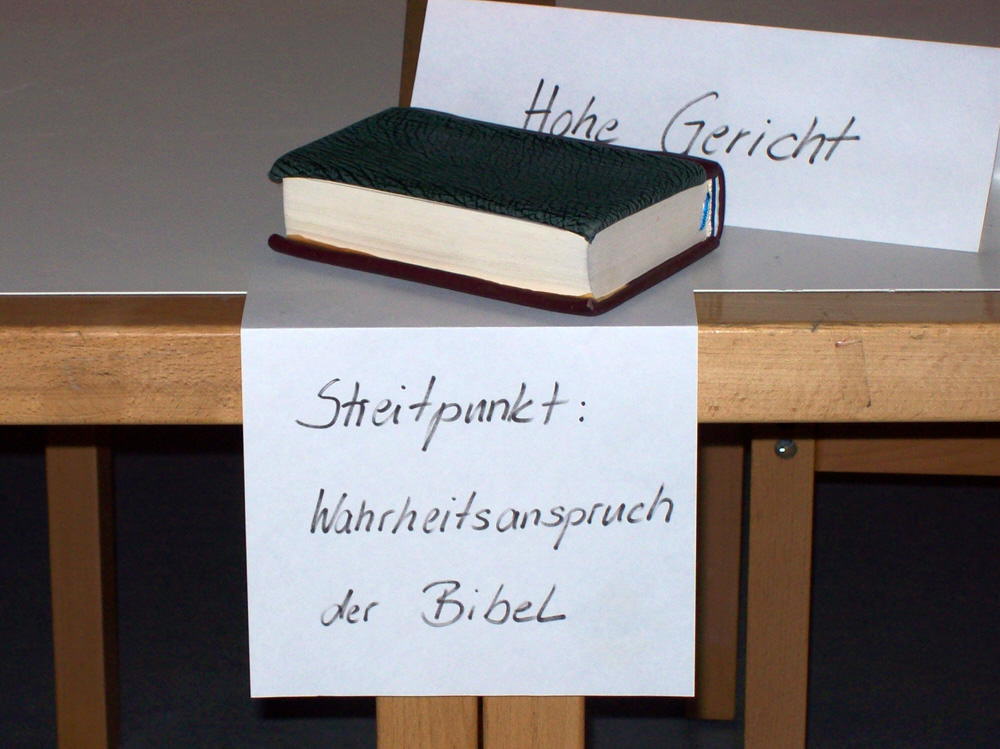 Hohe Gericht
Streitpunkt:
Wahrheitsanspruch
der Bibel